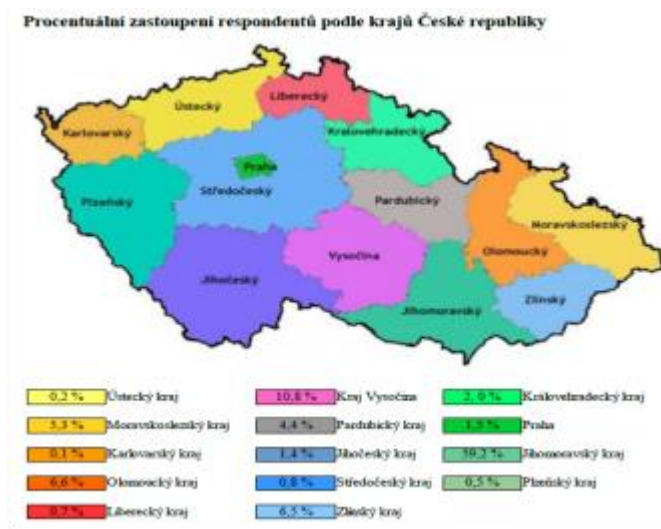 Procentuální zastoupení respondentů podle krajů České republiky
Liberecký
Ústecký
Karlovarský
Královehradecký
Praha
Plzeňský
Středočeský
Pardubický
Moravskoslezský
Vysočina
Olomoucký
Jihočeský
Zlínský
Jihomoravský
0,2 % Ústecký kraj
10,8 % Kraj Vysočina
2, 0 % Královehradecký kraj
5,3 % Moravskoslezský kraj
4,4 % Pardubický kraj
1,5 % Praha
0,1 % Karlovarský kraj
1,4 % Jihočeský kraj
59,2 % Jihomoravský kraj
6,6 % Olomoucký kraj
0,8 % Středočeský kraj
0,5 % Plzeňský kraj
0,7 % Liberecký kraj
6,5 % Zlínský kraj